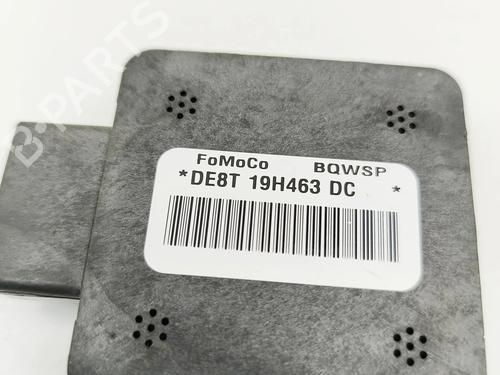 B-PARTS
FoMoCo BQWSP
*DE8T 19H463 DC *